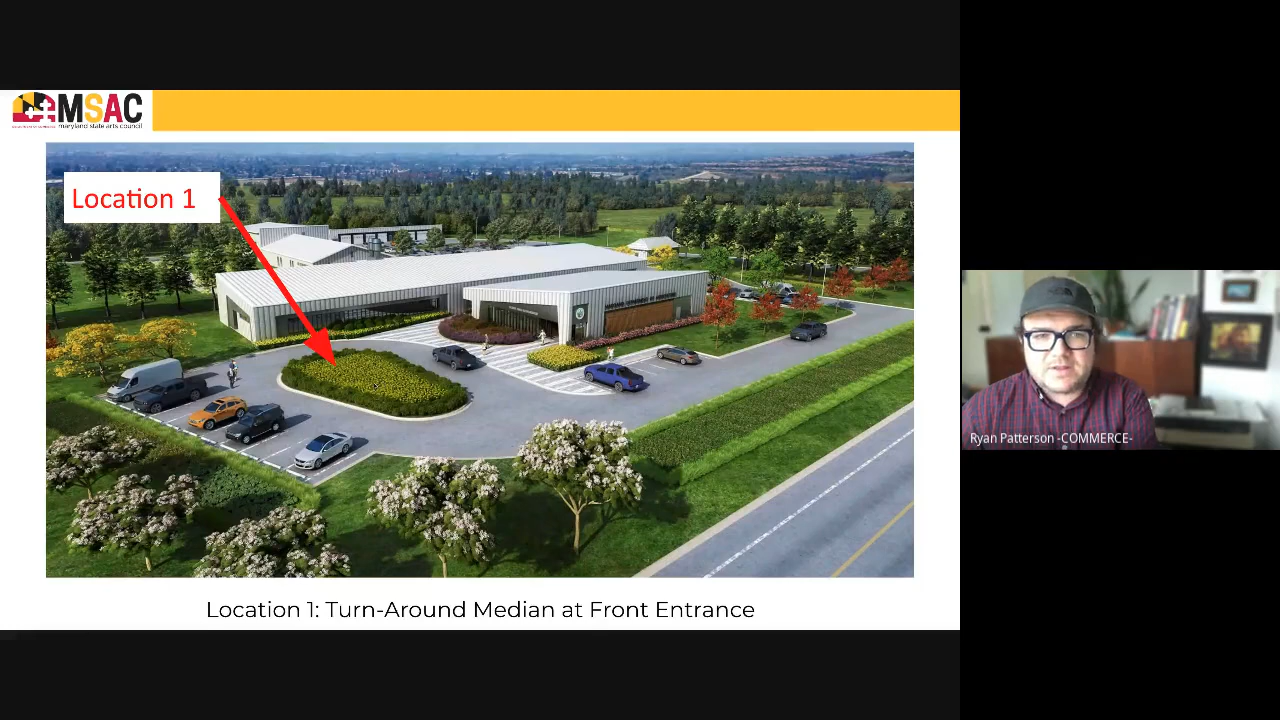 MSAC
maryland state arts council
Location 1
Location 1: Turn-Around Median at Front Entrance
Ryan Patterson -COMMERCE-